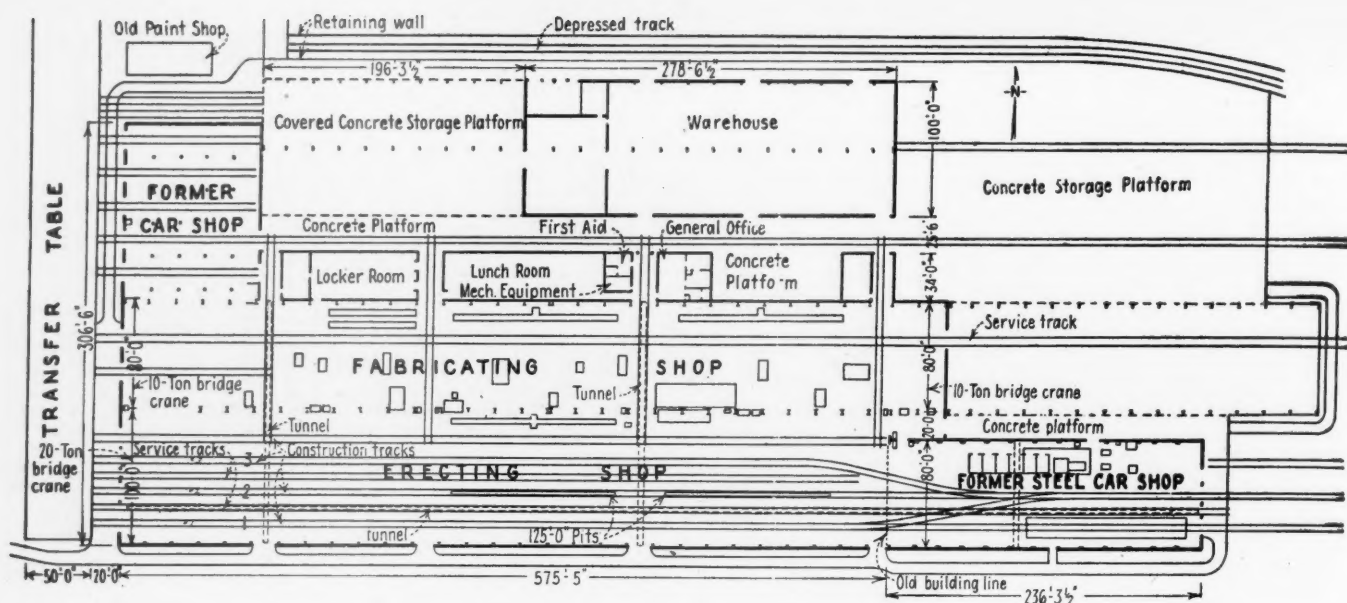 Old Paint Shop
Retaining wall
Depressed track
196'-3½"
278'-6½"
N
100'-0"
Covered Concrete Storage Platform
Warehouse
Concrete Storage Platform
TRANSFER TABLE
306'-6"
FORMER
CAR SHOP
Concrete Platform
First Aid
General Office
25'-6"
Locker Room
Lunch Room
Mech. Equipment
Concrete
Platform
34'-0"
Service track
80'-0"
80'-0"
FABRICATING SHOP
10-Ton bridge
crane
Tunnel
10-Ton bridge crane
Tunnel
20'-0"
Concrete platform
20-Ton
bridge
crane
Service tracks
Construction tracks
3
2
1
100'-0"
ERECTING SHOP
80'-0"
FORMER STEEL CAR SHOP
Tunnel
125'-0" Pits
50'-0"
20'-0"
575'-5"
Old building line
236'-3½"